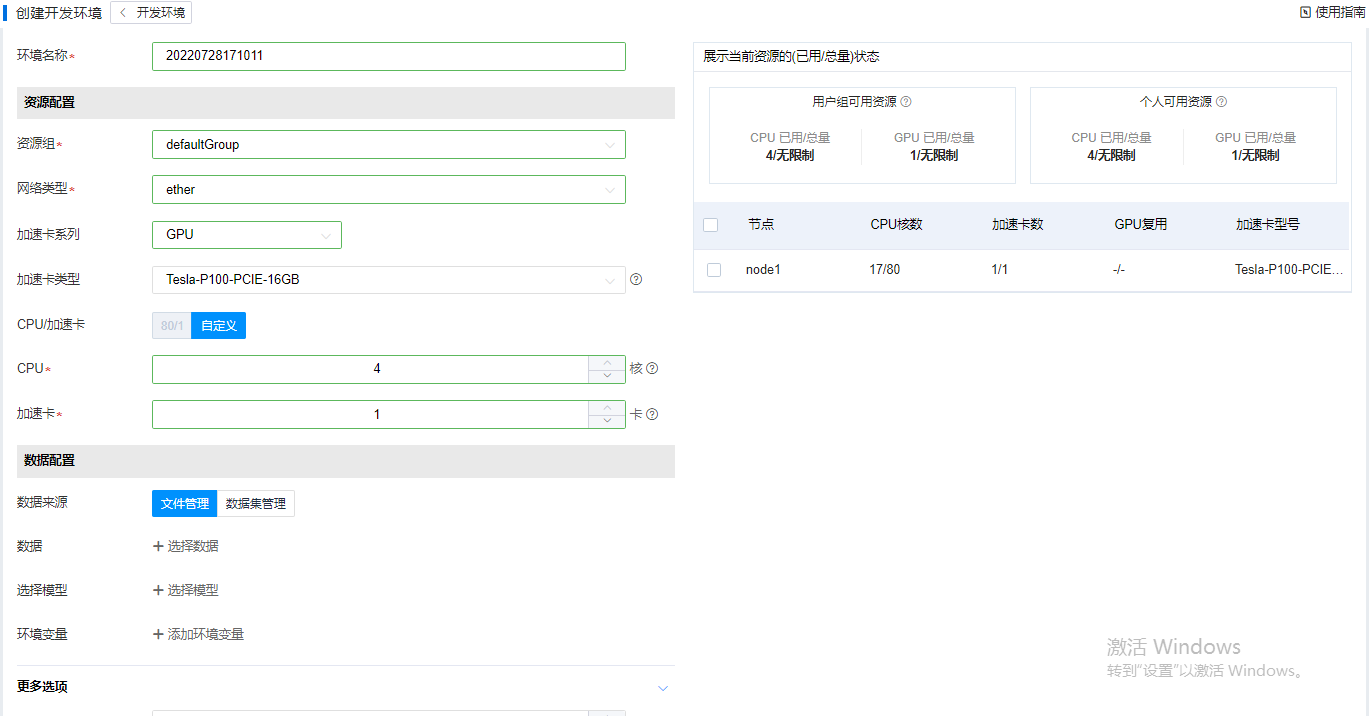 创建开发环境
开发环境
使用指南
环境名称*
20220728171011
资源配置
资源组*
defaultGroup
网络类型*
ether
加速卡系列
GPU
加速卡类型
Tesla-P100-PCIE-16GB
CPU/加速卡
80/1 自定义
CPU*
4
核
加速卡*
1
卡
数据配置
数据来源
文件管理 数据集管理
数据
+ 选择数据
选择模型
+ 选择模型
环境变量
+ 添加环境变量
更多选项
展示当前资源的(已用/总量)状态
用户组可用资源
CPU 已用/总量 GPU 已用/总量
4/无限制 1/无限制
个人可用资源
CPU 已用/总量 GPU 已用/总量
4/无限制 1/无限制
节点 CPU核数 加速卡数 GPU复用 加速卡型号
node1 17/80 1/1 -/- Tesla-P100-PCIE...
激活 Windows
转到"设置"以激活 Windows。